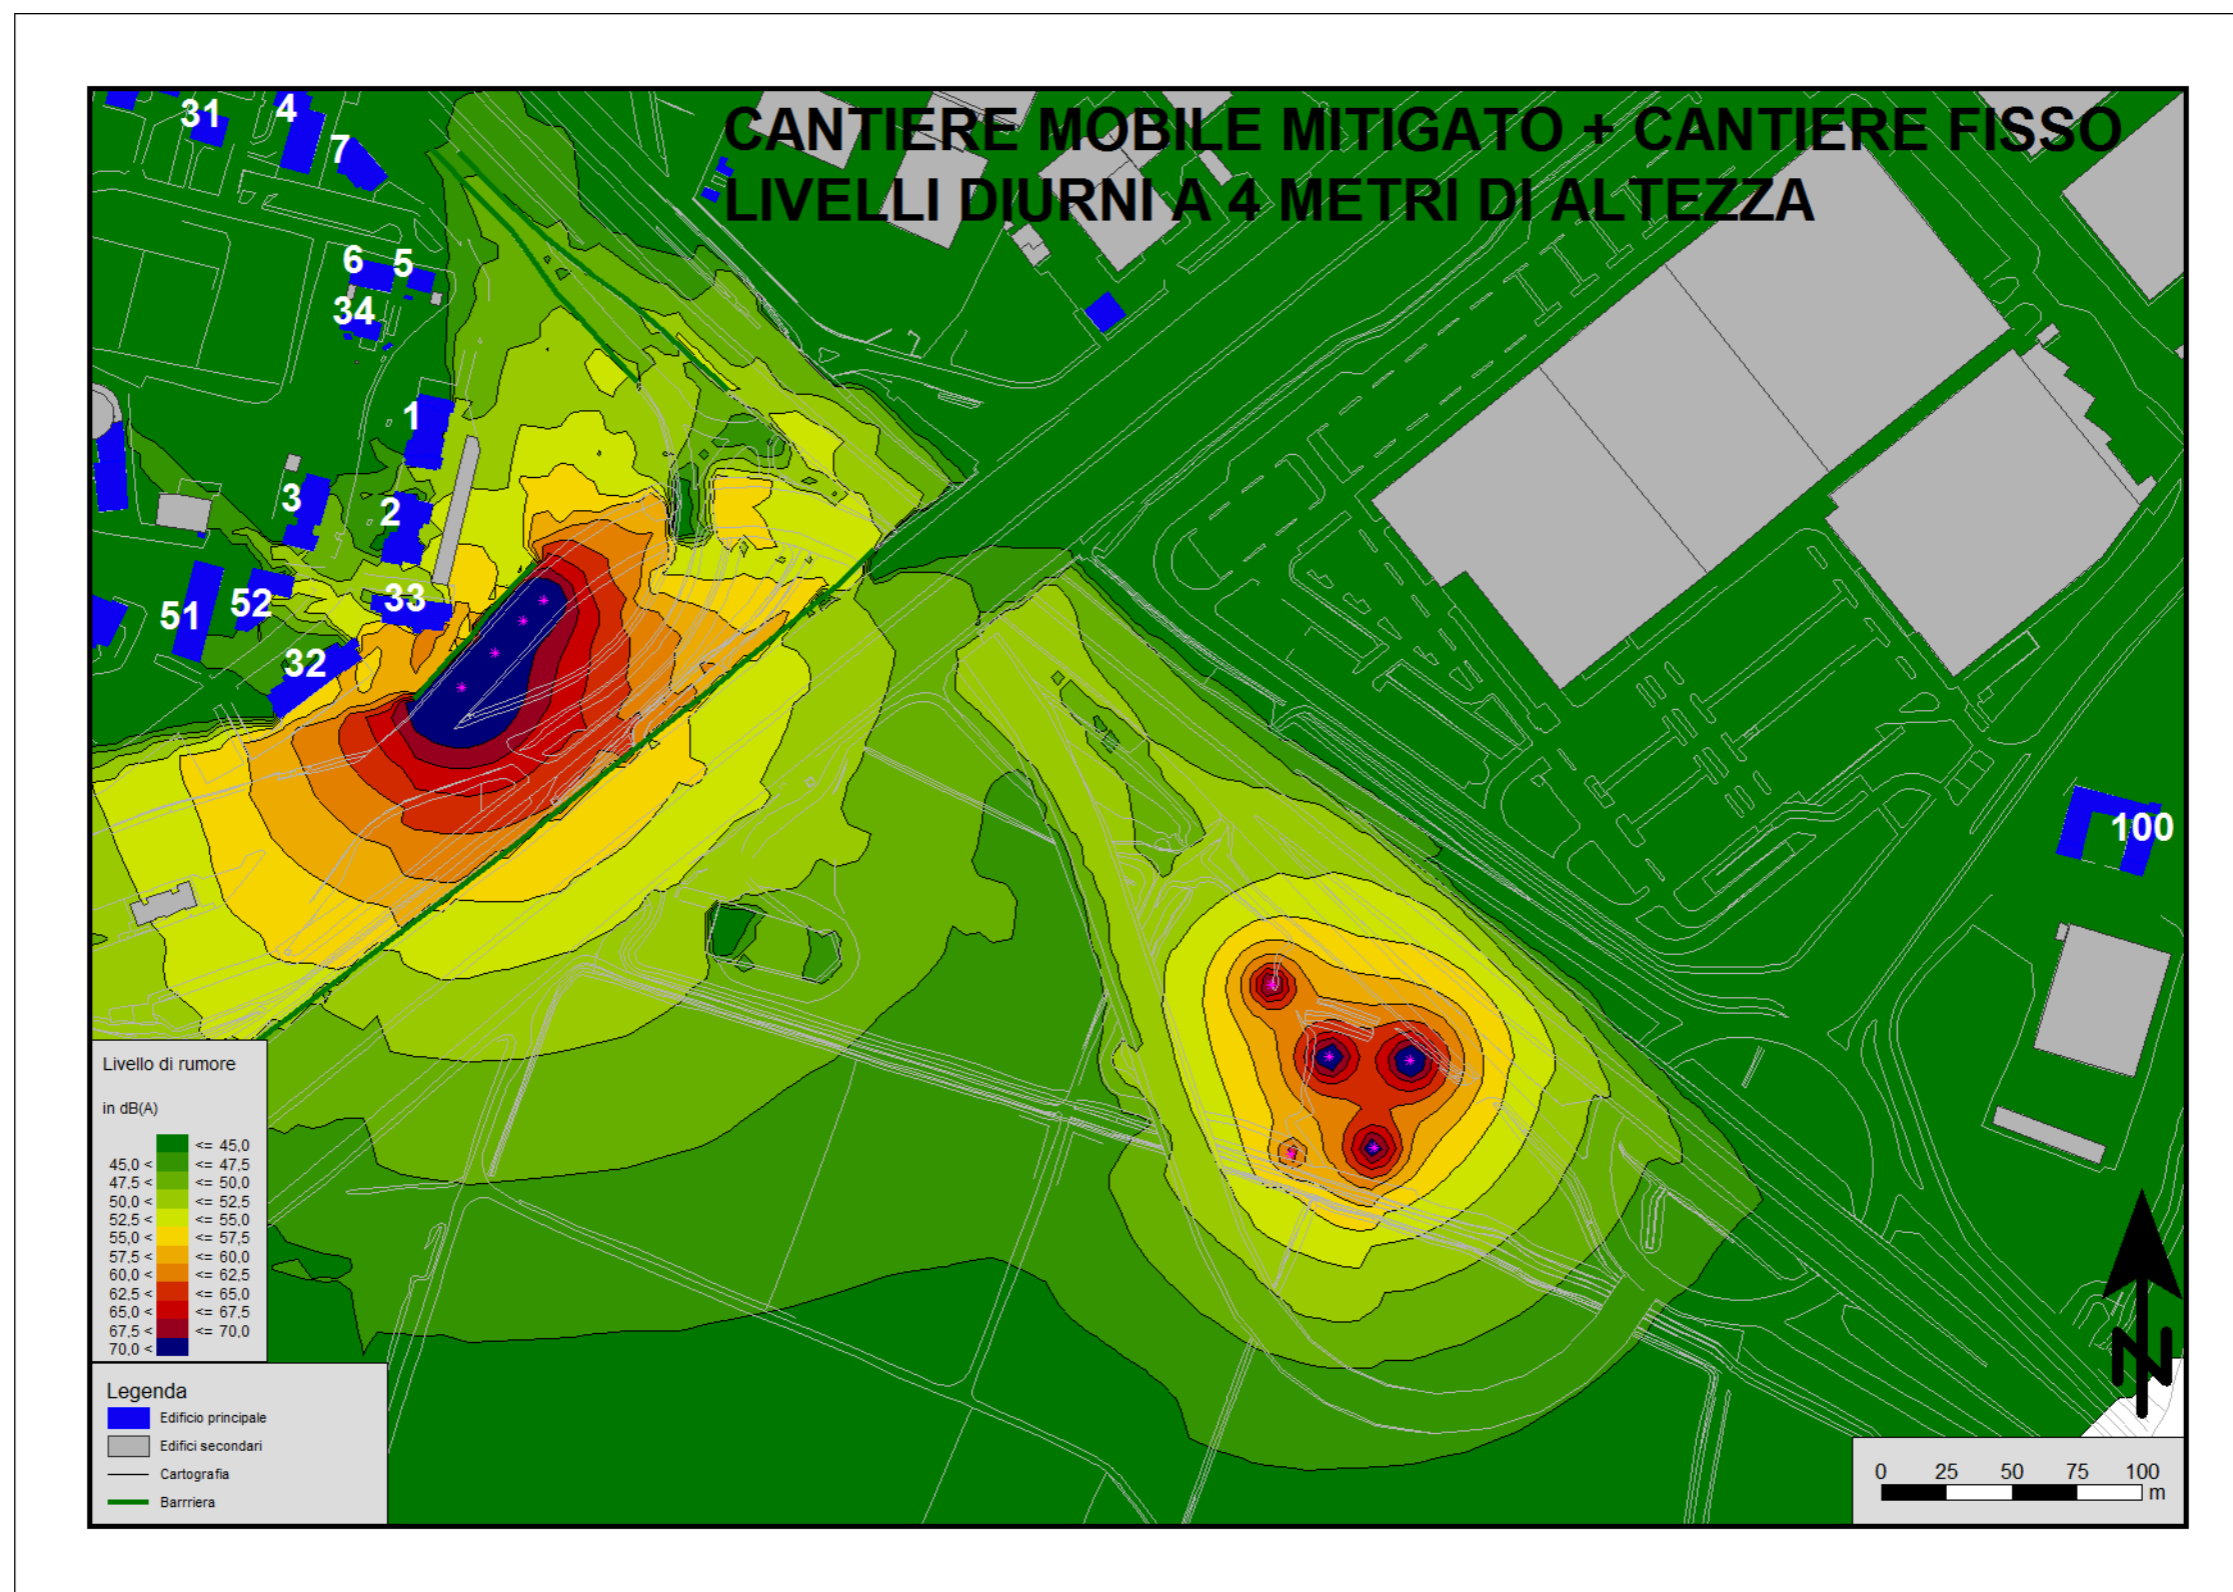 CANTIERE MOBILE MITIGATO + CANTIERE FISSO
LIVELLI DIURNI A 4 METRI DI ALTEZZA
31
4
7
6
5
34
1
3
2
51
52
33
32
100
Livello di rumore
in dB(A)
<= 45,0
45,0 < <= 47,5
47,5 < <= 50,0
50,0 < <= 52,5
52,5 < <= 55,0
55,0 < <= 57,5
57,5 < <= 60,0
60,0 < <= 62,5
62,5 < <= 65,0
65,0 < <= 67,5
67,5 < <= 70,0
70,0 <
Legenda
Edificio principale
Edifici secondari
Cartografia
Barrriera
N
0 25 50 75 100
m